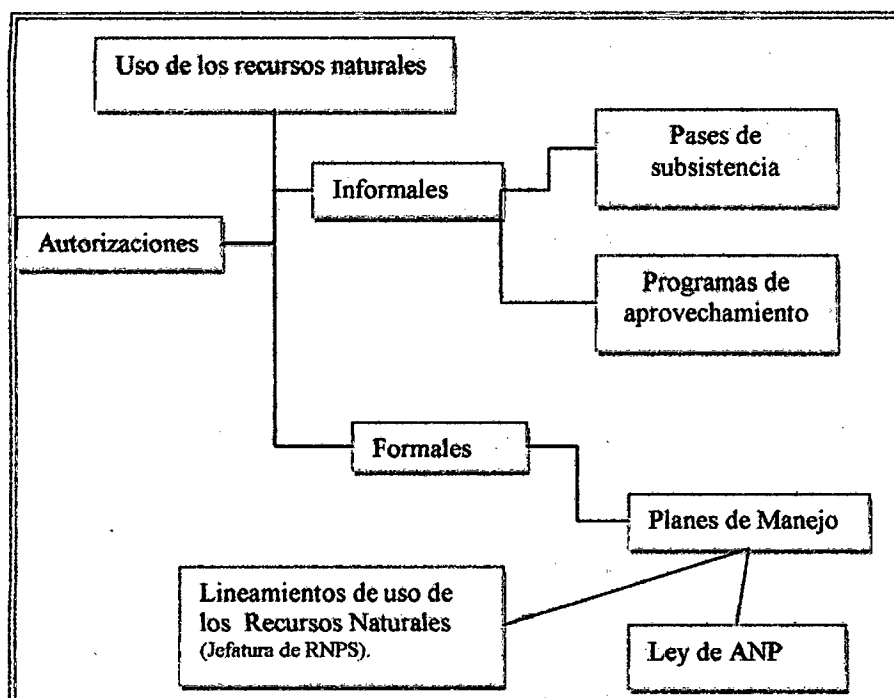 Uso de los recursos naturales
Pases de
subsistencia
Informales
Autorizaciones
Programas de
aprovechamiento
Formales
Planes de Manejo
Lineamientos de uso de
los Recursos Naturales
(Jefatura de RNPS).
Ley de ANP